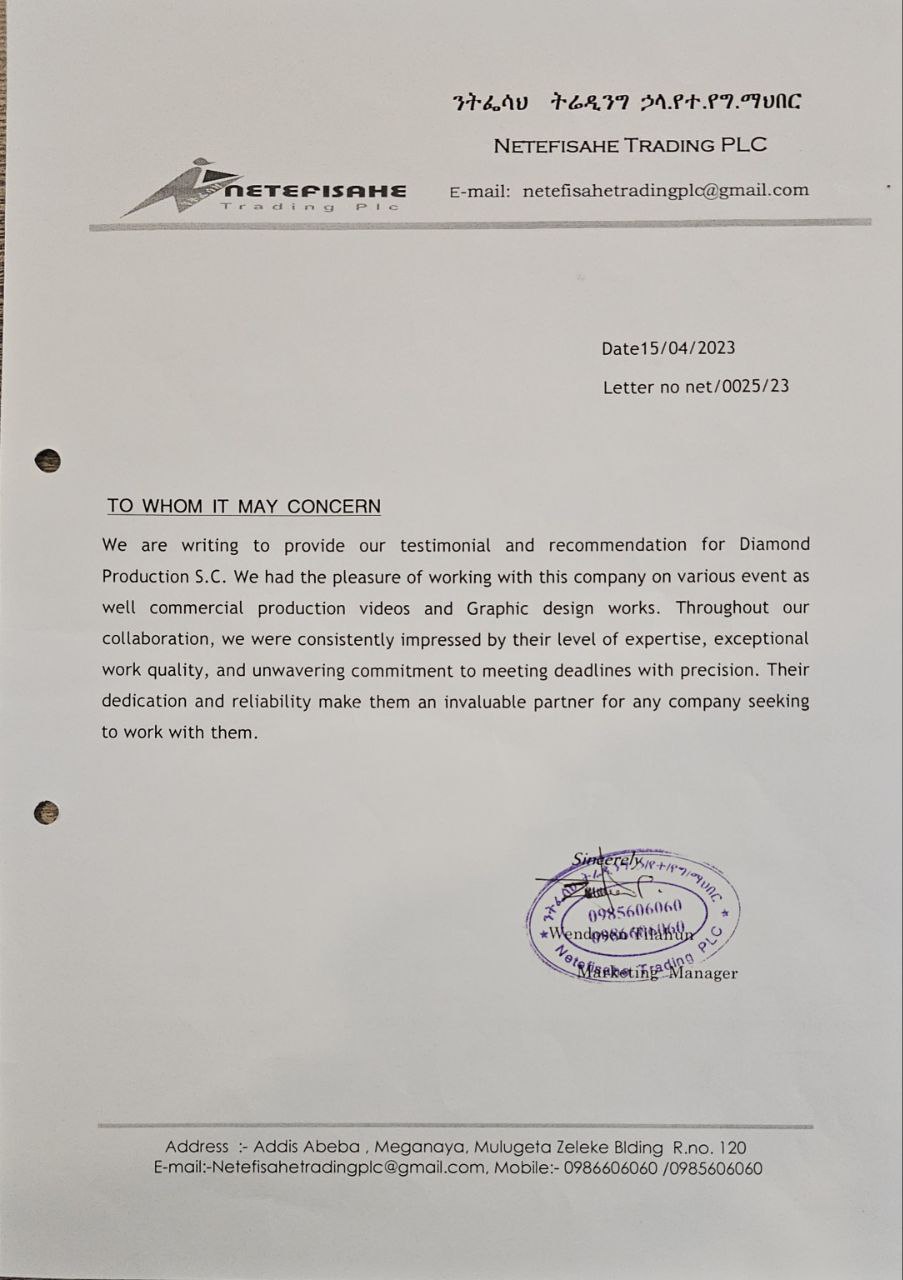 ንትፌሳህ ትሬዲንግ ኃላ.የተ.የግ.ማህበር
NETEFISAHE TRADING PLC
E-mail: netefisahetradingplc@gmail.com
NETEFISAHE
Trading Plc
Date15/04/2023
Letter no net/0025/23
TO WHOM IT MAY CONCERN
We are writing to provide our testimonial and recommendation for Diamond
Production S.C. We had the pleasure of working with this company on various event as
well commercial production videos and Graphic design works. Throughout our
collaboration, we were consistently impressed by their level of expertise, exceptional
work quality, and unwavering commitment to meeting deadlines with precision. Their
dedication and reliability make them an invaluable partner for any company seeking
to work with them.
Sincerely
0985606060
0986606060
Tilahun
Netefisahe Trading PLC
Marketing Manager
Address :- Addis Abeba , Meganaya, Mulugeta Zeleke Blding R.no. 120
E-mail:-Netefisahetradingplc@gmail.com, Mobile:- 0986606060 /0985606060